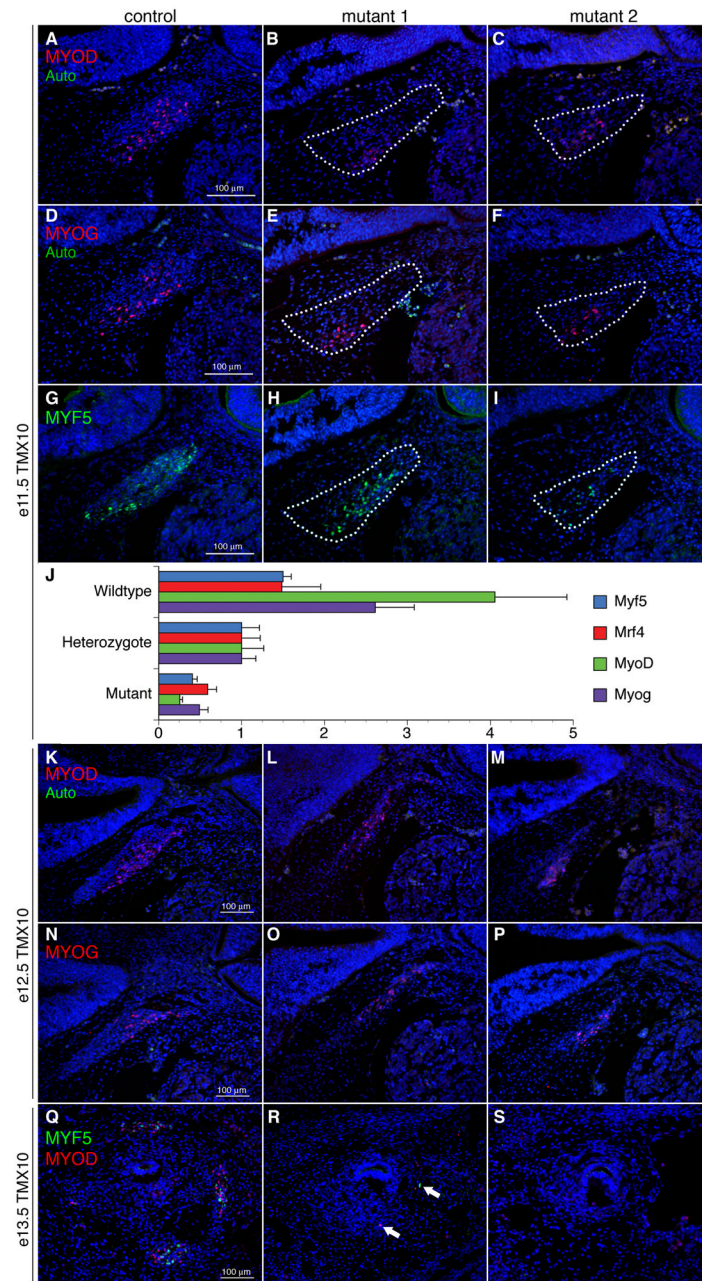 control mutant 1 mutant 2
A B C
MYOD
Auto
100 µm
D E F
MYOG
Auto
100 µm
G H I
MYF5
100 µm
e11.5 TMX10
J
Wildtype
Heterozygote
Mutant
0 1 2 3 4 5
Myf5
Mrf4
MyoD
Myog
K L M
MYOD
Auto
100 µm
N O P
MYOG
100 µm
e12.5 TMX10
Q R S
MYF5
MYOD
100 µm
e13.5 TMX10